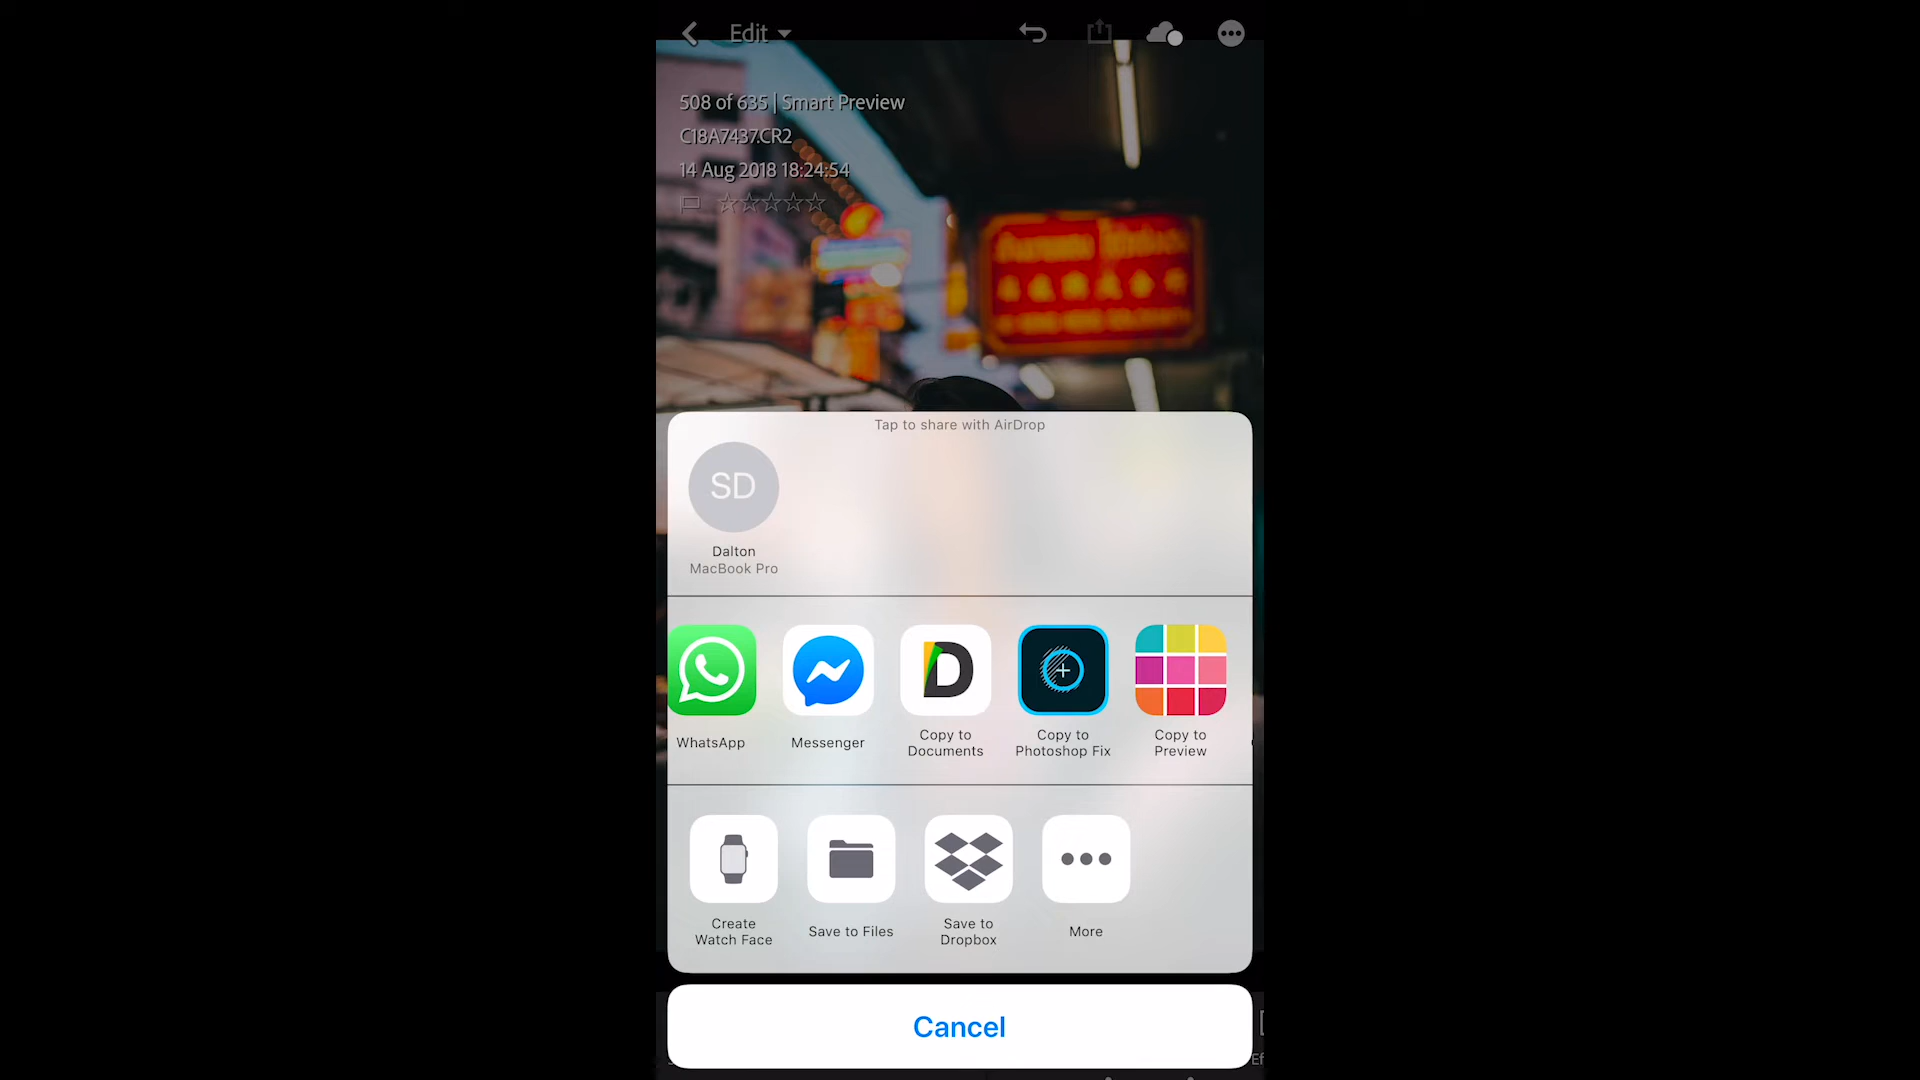 Edit
508 of 635 | Smart Preview
C18A7437.CR2
14 Aug 2018 18:24:54
Tap to share with AirDrop
SD
Dalton
MacBook Pro
WhatsApp
Messenger
Copy to
Documents
Copy to
Photoshop Fix
Copy to
Preview
Create
Watch Face
Save to Files
Save to
Dropbox
More
Cancel